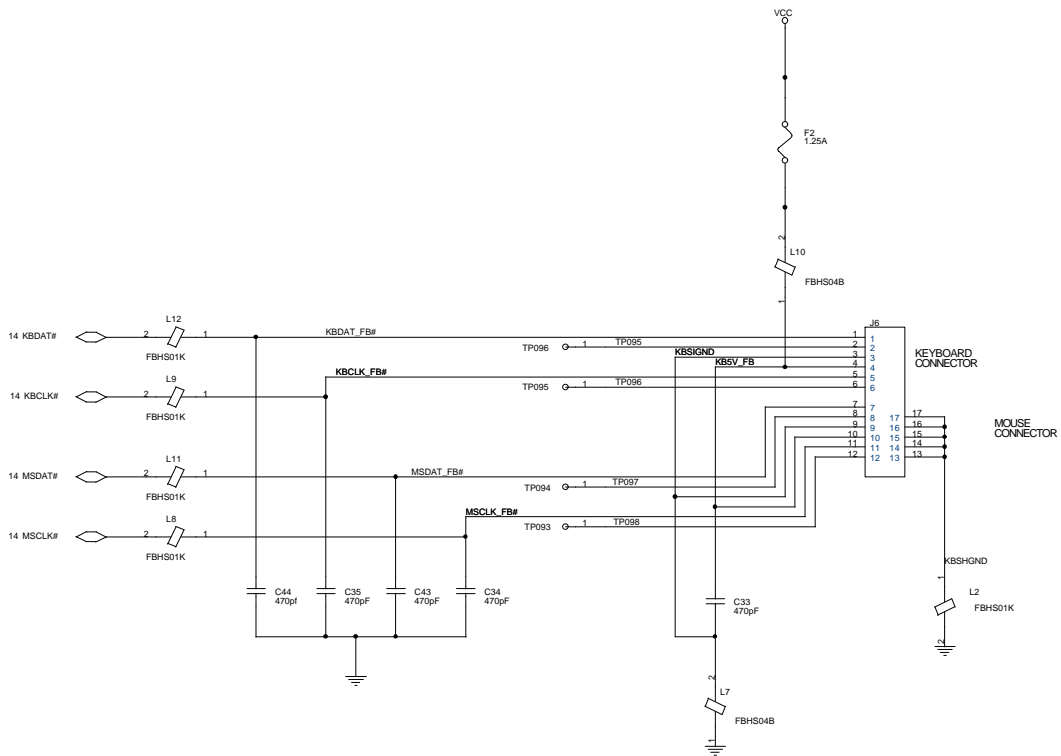 VCC
F2
1.25A
2
L10
FBHS04B
1
J6
KEYBOARD
CONNECTOR
MOUSE
CONNECTOR
14 KBDAT#
2
L12
1
FBHS01K
KBDAT_FB#
TP096
1
TP095
KBSIGND
KB5V_FB
14 KBCLK#
2
L9
1
FBHS01K
KBCLK_FB#
TP095
1
TP096
14 MSDAT#
2
L11
1
FBHS01K
MSDAT_FB#
TP094
1
TP097
14 MSCLK#
2
L8
1
FBHS01K
MSCLK_FB#
TP093
1
TP098
1
2
3
4
5
6
7
8
9
10
11
12
1
2
3
4
5
6
7
8
9
10
11
12
17
16
15
14
13
17
16
15
14
13
C44
470pf
C35
470pF
C43
470pF
C34
470pF
C33
470pF
KBSHGND
1
L2
FBHS01K
2
2
L7
FBHS04B
1